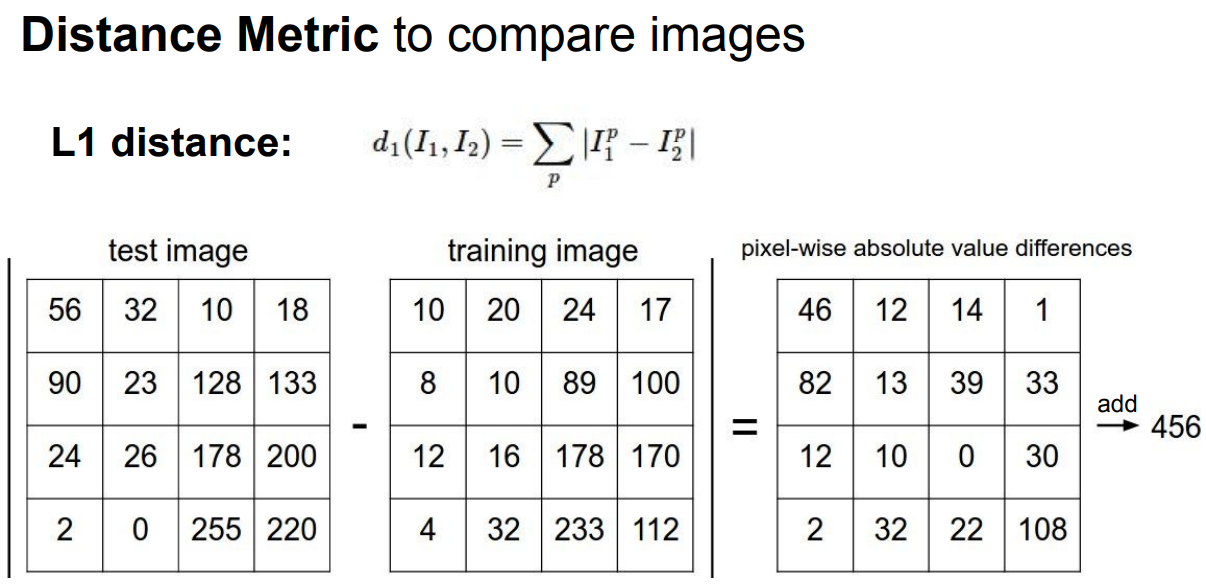 Distance Metric to compare images
L1 distance: d₁(I₁, I₂) = ∑ₚ |I₁ᵖ − I₂ᵖ|
test image training image pixel-wise absolute value differences
56 32 10 18 10 20 24 17 46 12 14 1
90 23 128 133 8 10 89 100 82 13 39 33
add
- = 456
24 26 178 200 12 16 178 170 12 10 0 30
2 0 255 220 4 32 233 112 2 32 22 108